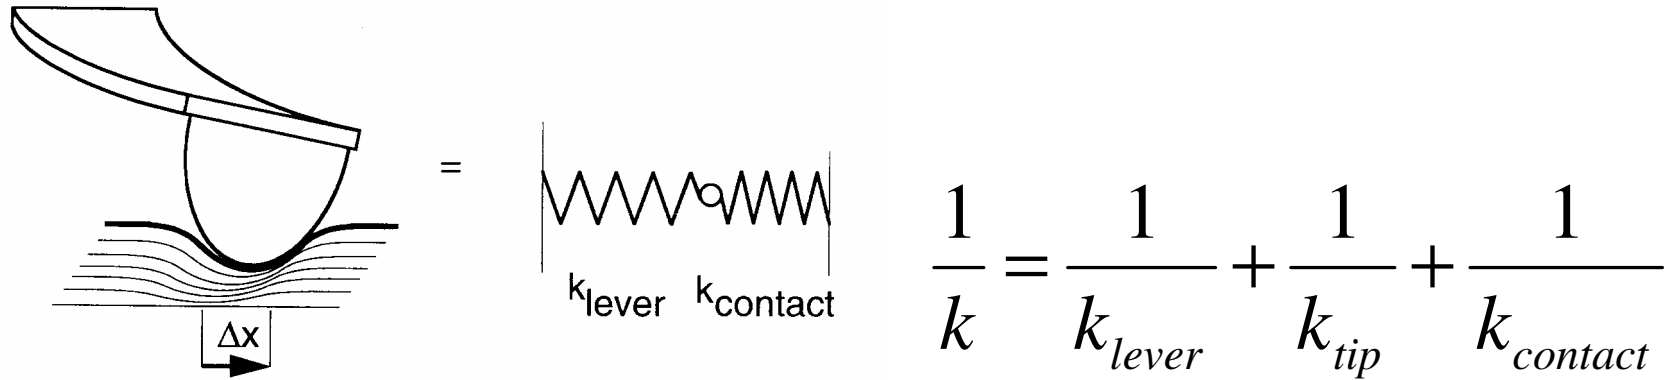 Δx
=
k_lever k_contact
1/k = 1/k_lever + 1/k_tip + 1/k_contact